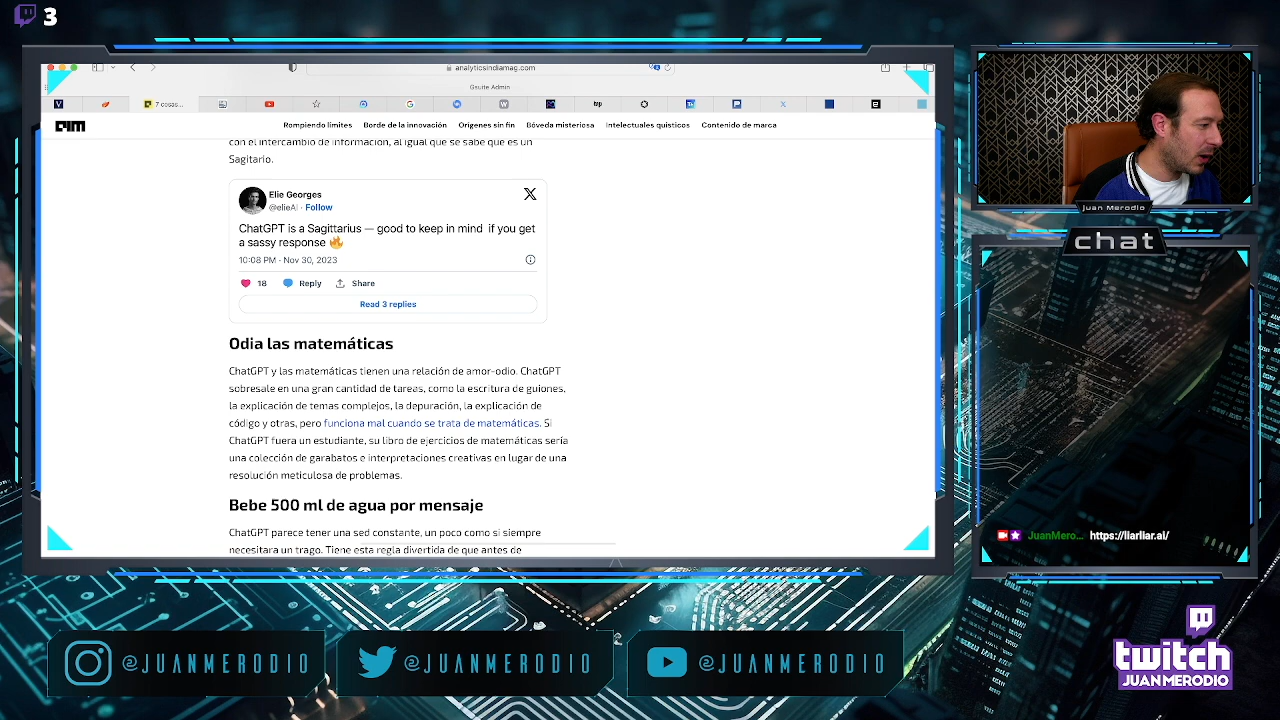 3
analyticsindiamag.com
Gsuite Admin
7 cosas...
Rompiendo límites
Borde de la innovación
Orígenes sin fin
Bóveda misteriosa
Intelectuales quísticos
Contenido de marca
con el intercambio de información, al igual que se sabe que es un
Sagitario.
Elie Georges
@elieAI · Follow
ChatGPT is a Sagittarius — good to keep in mind if you get
a sassy response 🔥
10:08 PM · Nov 30, 2023
18 Reply Share
Read 3 replies
Odia las matemáticas
ChatGPT y las matemáticas tienen una relación de amor-odio. ChatGPT
sobresale en una gran cantidad de tareas, como la escritura de guiones,
la explicación de temas complejos, la depuración, la explicación de
código y otras, pero funciona mal cuando se trata de matemáticas. Si
ChatGPT fuera un estudiante, su libro de ejercicios de matemáticas sería
una colección de garabatos e interpretaciones creativas en lugar de una
resolución meticulosa de problemas.
Bebe 500 ml de agua por mensaje
ChatGPT parece tener una sed constante, un poco como si siempre
necesitara un trago. Tiene esta regla divertida de que antes de
Juan Merodio
chat
JuanMero... https://liarliar.ai/
@JUANMERODIO
@JUANMERODIO
@JUANMERODIO
twitch
JUANMERODIO